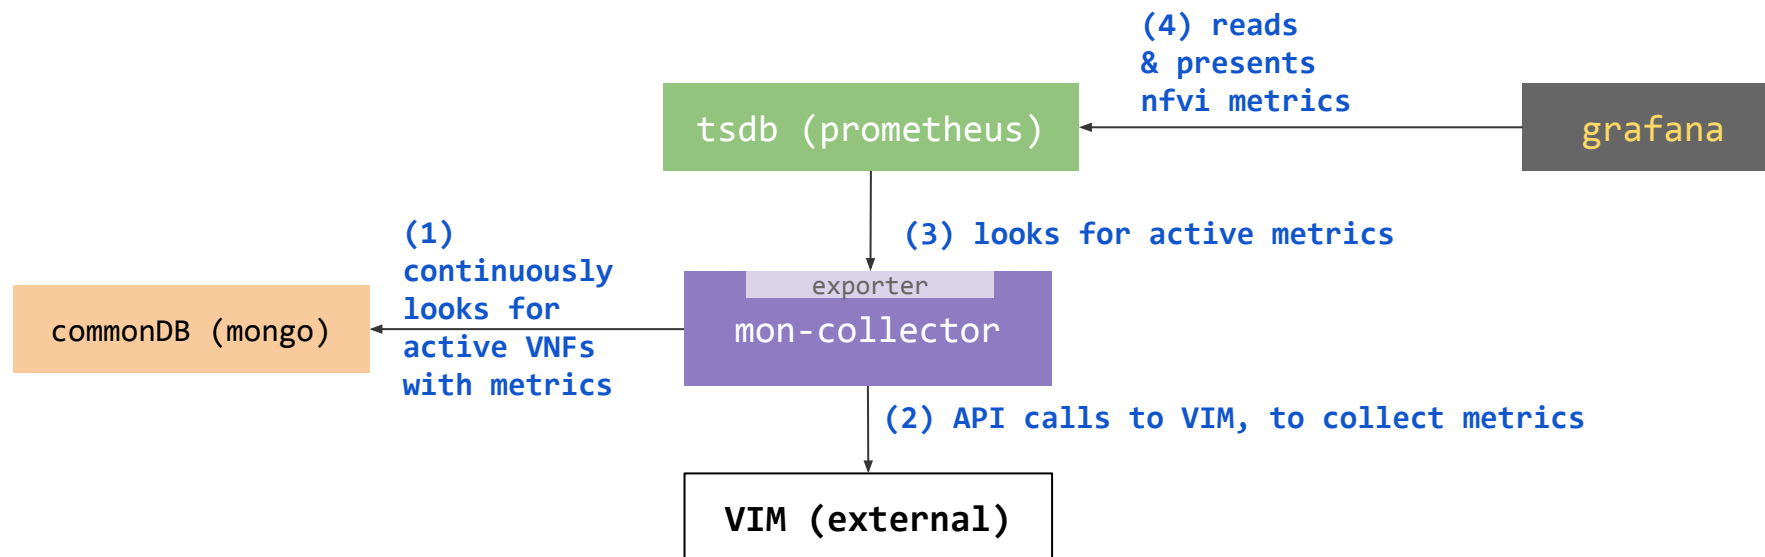 (4) reads
& presents
nfvi metrics
tsdb (prometheus)
grafana
(1)
continuously
looks for
active VNFs
with metrics
(3) looks for active metrics
exporter
mon-collector
commonDB (mongo)
(2) API calls to VIM, to collect metrics
VIM (external)